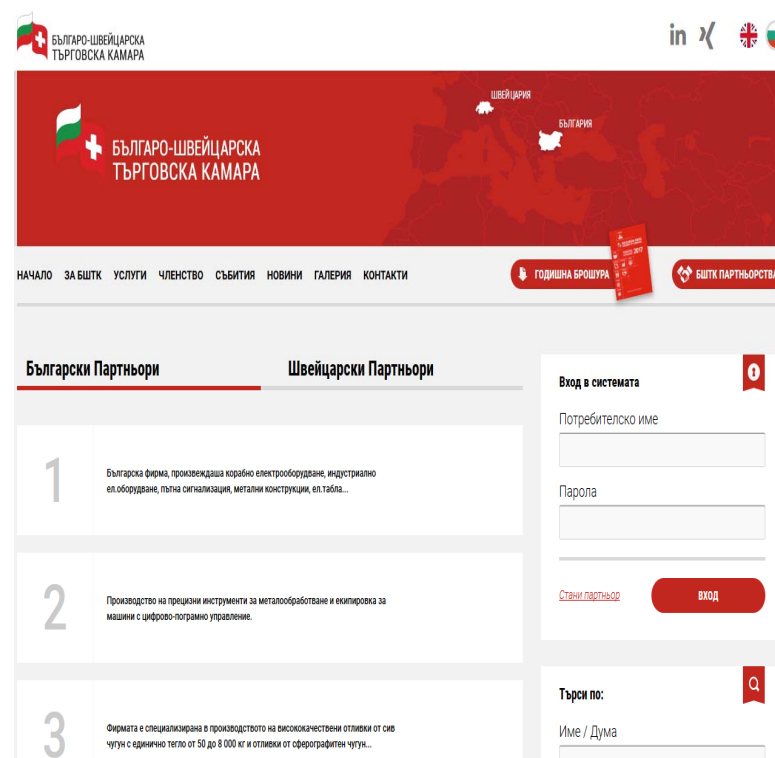 БЪЛГАРО-ШВЕЙЦАРСКА
ТЪРГОВСКА КАМАРА
in
ШВЕЙЦАРИЯ
БЪЛГАРИЯ
БЪЛГАРО-ШВЕЙЦАРСКА
ТЪРГОВСКА КАМАРА
НАЧАЛО ЗА БШТК УСЛУГИ ЧЛЕНСТВО СЪБИТИЯ НОВИНИ ГАЛЕРИЯ КОНТАКТИ
ГОДИШНА БРОШУРА
2017
БШТК ПАРТНЬОРСТВА
Български Партньори
Швейцарски Партньори
1
Българска фирма, произвеждаша корабно електрооборудване, индустриално
ел.оборудване, пътна сигнализация, метални конструкции, ел.табла...
2
Производство на прецизни инструменти за металообработване и екипировка за
машини с цифрово-пограмно управление.
3
Фирмата е специализирана в производството на висококачествени отливки от сив
чугун с единично тегло от 50 до 8 000 кг и отливки от сферографитен чугун...
Вход в системата
Потребителско име
Парола
Стани партньор
ВХОД
Търси по:
Име / Дума